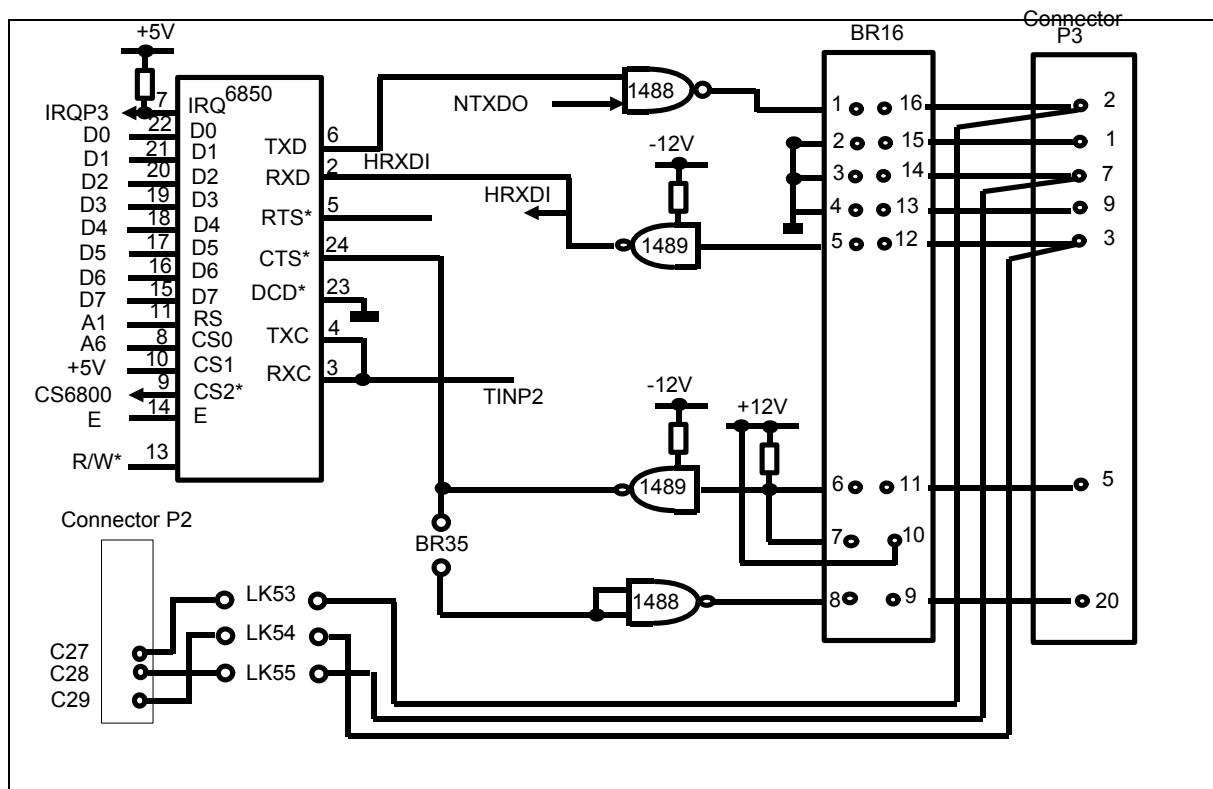 Connector
P3
+5V
BR16
6850
7
IRQ
IRQP3
22
D0
D0
21
D1
D1
20
D2
D2
19
D3
D3
18
D4
D4
17
D5
D5
16
D6
D6
15
D7
D7
11
RS
A1
8
CS0
A6
10
CS1
+5V
9
CS2*
CS6800
14
E
E
13
R/W*
TXD
6
RXD
2
HRXDI
RTS*
5
CTS*
24
DCD*
23
TXC
4
RXC
3
TINP2
NTXDO
1488
-12V
HRXDI
1489
-12V
+12V
1489
BR35
1488
1
16
2
2
15
1
3
14
7
4
13
9
5
12
3
6
11
5
7
10
8
9
20
Connector P2
LK53
LK54
LK55
C27
C28
C29